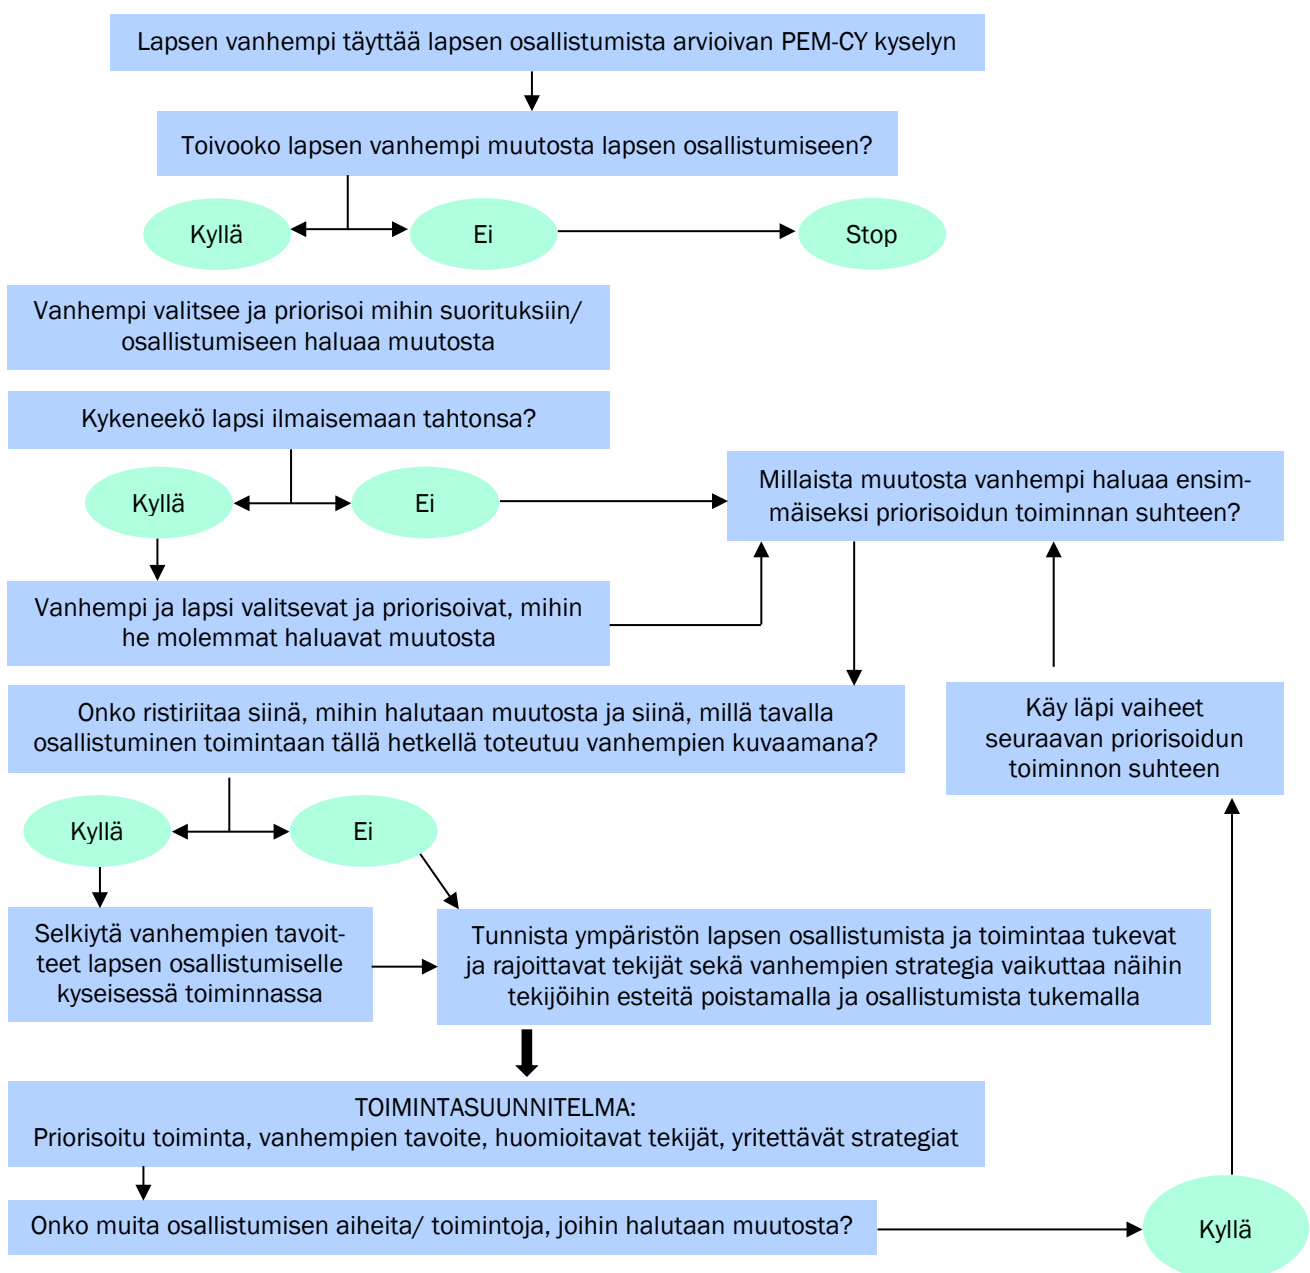 Lapsen vanhempi täyttää lapsen osallistumista arvioivan PEM-CY kyselyn
Toivooko lapsen vanhempi muutosta lapsen osallistumiseen?
Kyllä
Ei
Stop
Vanhempi valitsee ja priorisoi mihin suorituksiin/
osallistumiseen haluaa muutosta
Kykeneekö lapsi ilmaisemaan tahtonsa?
Kyllä
Ei
Millaista muutosta vanhempi haluaa ensim-
mäiseksi priorisoidun toiminnan suhteen?
Vanhempi ja lapsi valitsevat ja priorisoivat, mihin
he molemmat haluavat muutosta
Onko ristiriitaa siinä, mihin halutaan muutosta ja siinä, millä tavalla
osallistuminen toimintaan tällä hetkellä toteutuu vanhempien kuvaamana?
Käy läpi vaiheet
seuraavan priorisoidun
toiminnon suhteen
Kyllä
Ei
Selkiytä vanhempien tavoit-
teet lapsen osallistumiselle
kyseisessä toiminnassa
Tunnista ympäristön lapsen osallistumista ja toimintaa tukevat
ja rajoittavat tekijät sekä vanhempien strategia vaikuttaa näihin
tekijöihin esteitä poistamalla ja osallistumista tukemalla
TOIMINTASUUNNITELMA:
Priorisoitu toiminta, vanhempien tavoite, huomioitavat tekijät, yritettävät strategiat
Onko muita osallistumisen aiheita/ toimintoja, joihin halutaan muutosta?
Kyllä